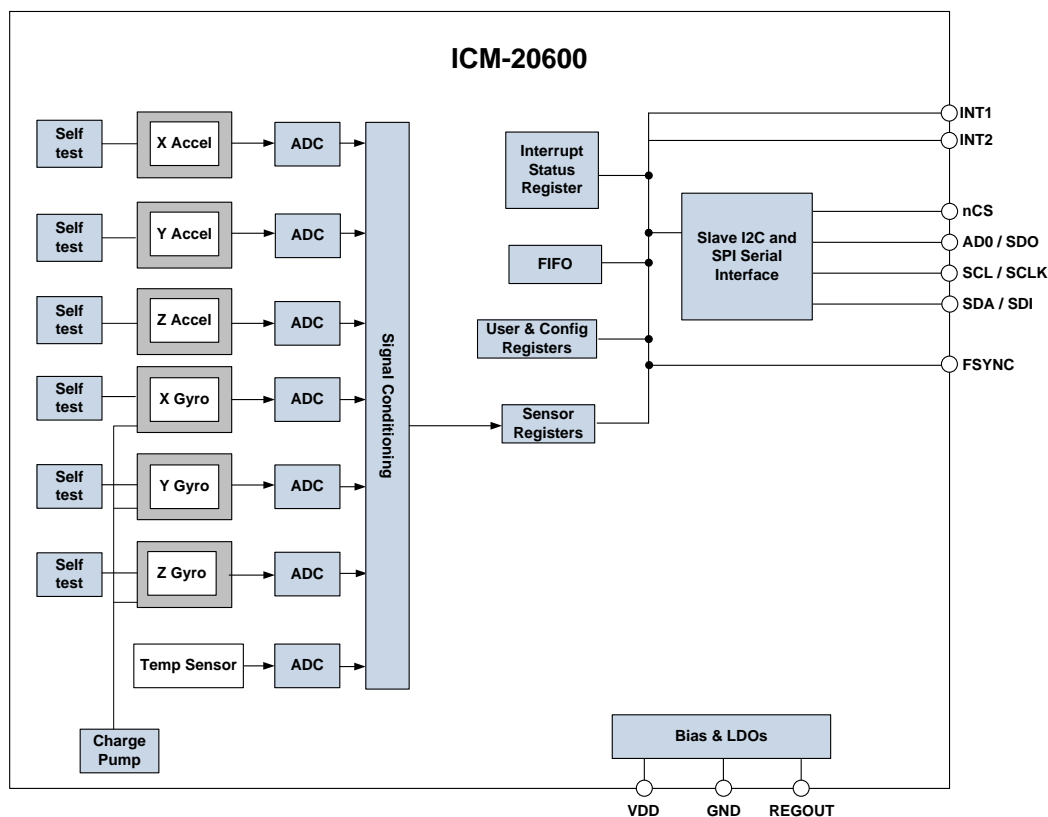 ICM-20600
Self
test
X Accel
ADC
Self
test
Y Accel
ADC
Self
test
Z Accel
ADC
Self
test
X Gyro
ADC
Self
test
Y Gyro
ADC
Self
test
Z Gyro
ADC
Temp Sensor
ADC
Charge
Pump
Signal Conditioning
Interrupt
Status
Register
FIFO
User & Config
Registers
Sensor
Registers
Slave I2C and
SPI Serial
Interface
INT1
INT2
nCS
AD0 / SDO
SCL / SCLK
SDA / SDI
FSYNC
Bias & LDOs
VDD
GND
REGOUT